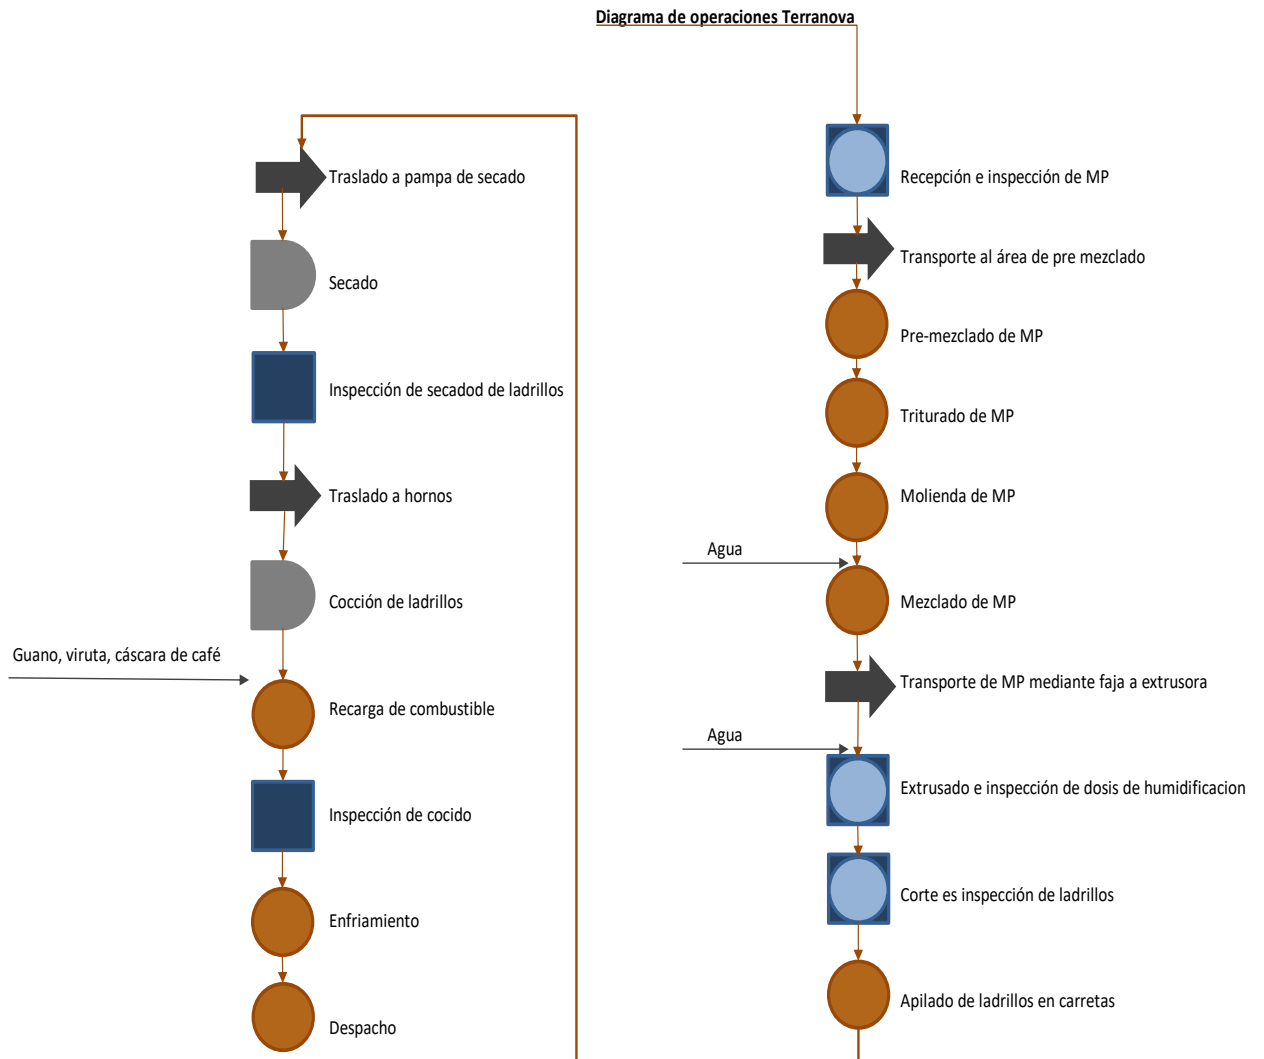 Diagrama de operaciones Terranova
Recepción e inspección de MP
Transporte al área de pre mezclado
Pre-mezclado de MP
Triturado de MP
Molienda de MP
Agua
Mezclado de MP
Transporte de MP mediante faja a extrusora
Agua
Extrusado e inspección de dosis de humidificacion
Corte es inspección de ladrillos
Apilado de ladrillos en carretas
Traslado a pampa de secado
Secado
Inspección de secadod de ladrillos
Traslado a hornos
Cocción de ladrillos
Guano, viruta, cáscara de café
Recarga de combustible
Inspección de cocido
Enfriamiento
Despacho